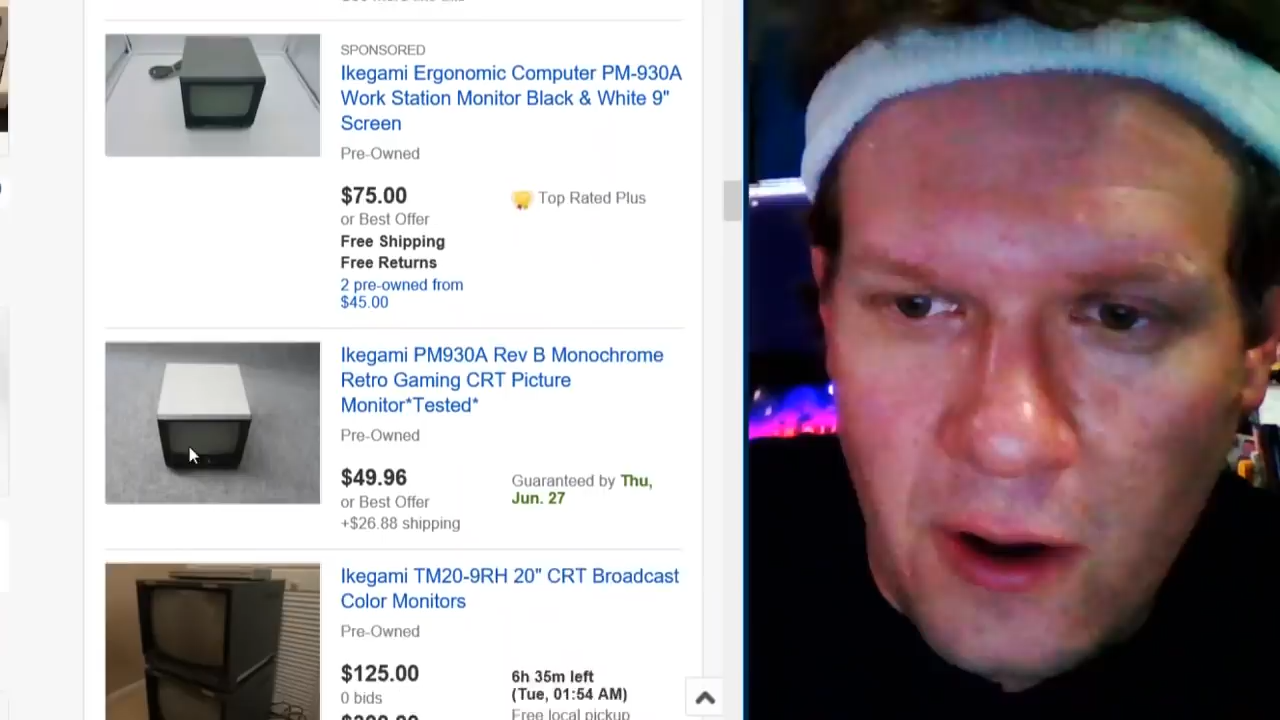 SPONSORED
Ikegami Ergonomic Computer PM-930A
Work Station Monitor Black & White 9"
Screen
Pre-Owned
$75.00
or Best Offer
Free Shipping
Free Returns
2 pre-owned from
$45.00
Top Rated Plus
Ikegami PM930A Rev B Monochrome
Retro Gaming CRT Picture
Monitor*Tested*
Pre-Owned
$49.96
or Best Offer
+$26.88 shipping
Guaranteed by Thu,
Jun. 27
Ikegami TM20-9RH 20" CRT Broadcast
Color Monitors
Pre-Owned
$125.00
0 bids
6h 35m left
(Tue, 01:54 AM)
Free local pickup